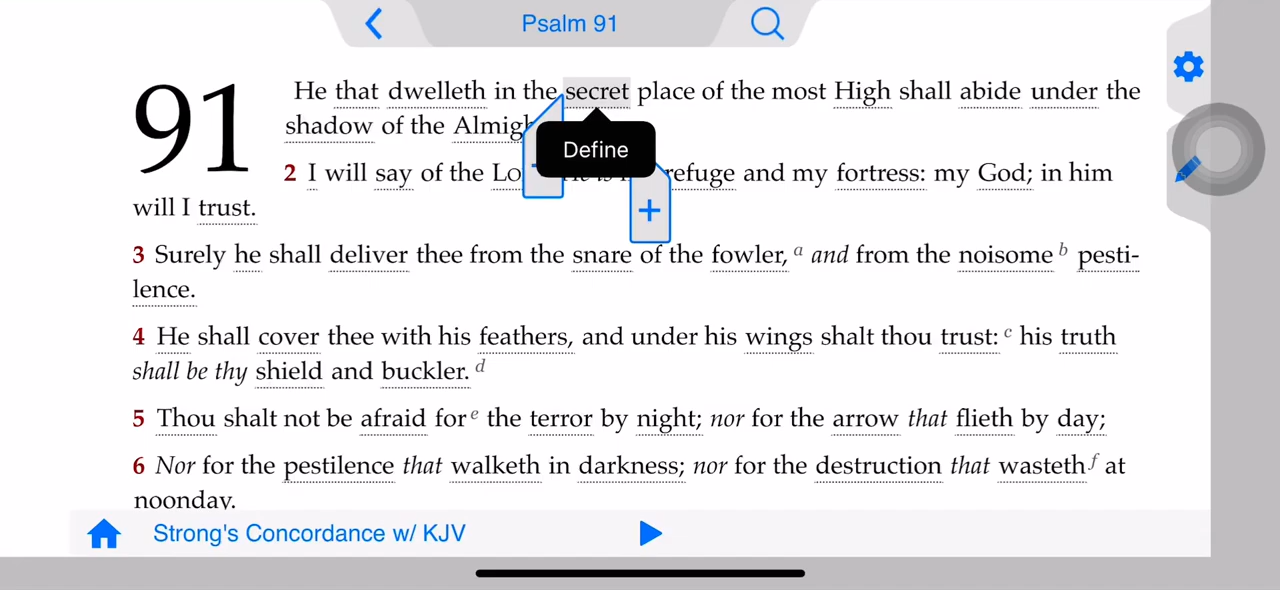 Psalm 91
91
He that dwelleth in the secret place of the most High shall abide under the
shadow of the
Define
2 I will say of the refuge and my fortress: my God; in him
will I trust.
+
3 Surely he shall deliver thee from the snare of the fowler, a and from the noisome b pesti-
lence.
4 He shall cover thee with his feathers, and under his wings shalt thou trust: c his truth
shall be thy shield and buckler. d
5 Thou shalt not be afraid for e the terror by night; nor for the arrow that flieth by day;
6 Nor for the pestilence that walketh in darkness; nor for the destruction that wasteth f at
noonday.
Strong's Concordance w/ KJV